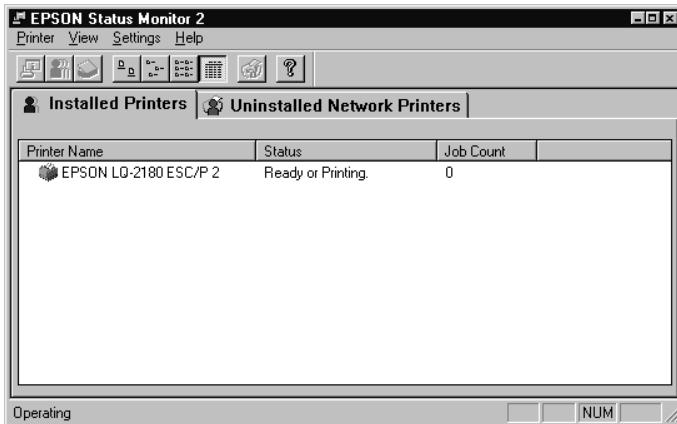 EPSON Status Monitor 2
Printer View Settings Help
Installed Printers Uninstalled Network Printers
Printer Name Status Job Count
EPSON LQ-2180 ESC/P 2 Ready or Printing. 0
Operating NUM